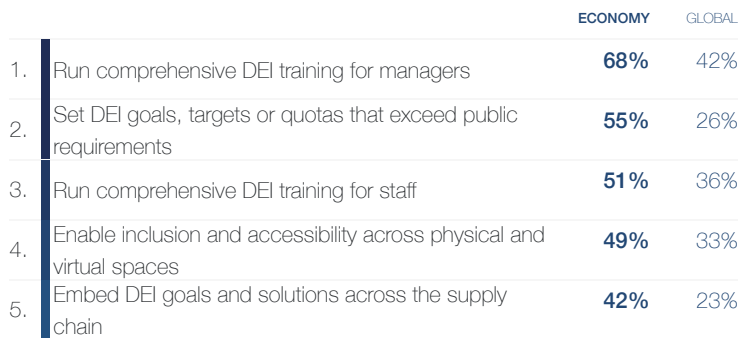 ECONOMY GLOBAL
1. Run comprehensive DEI training for managers 68% 42%
2. Set DEI goals, targets or quotas that exceed public
requirements 55% 26%
3. Run comprehensive DEI training for staff 51% 36%
4. Enable inclusion and accessibility across physical and
virtual spaces 49% 33%
5. Embed DEI goals and solutions across the supply
chain 42% 23%